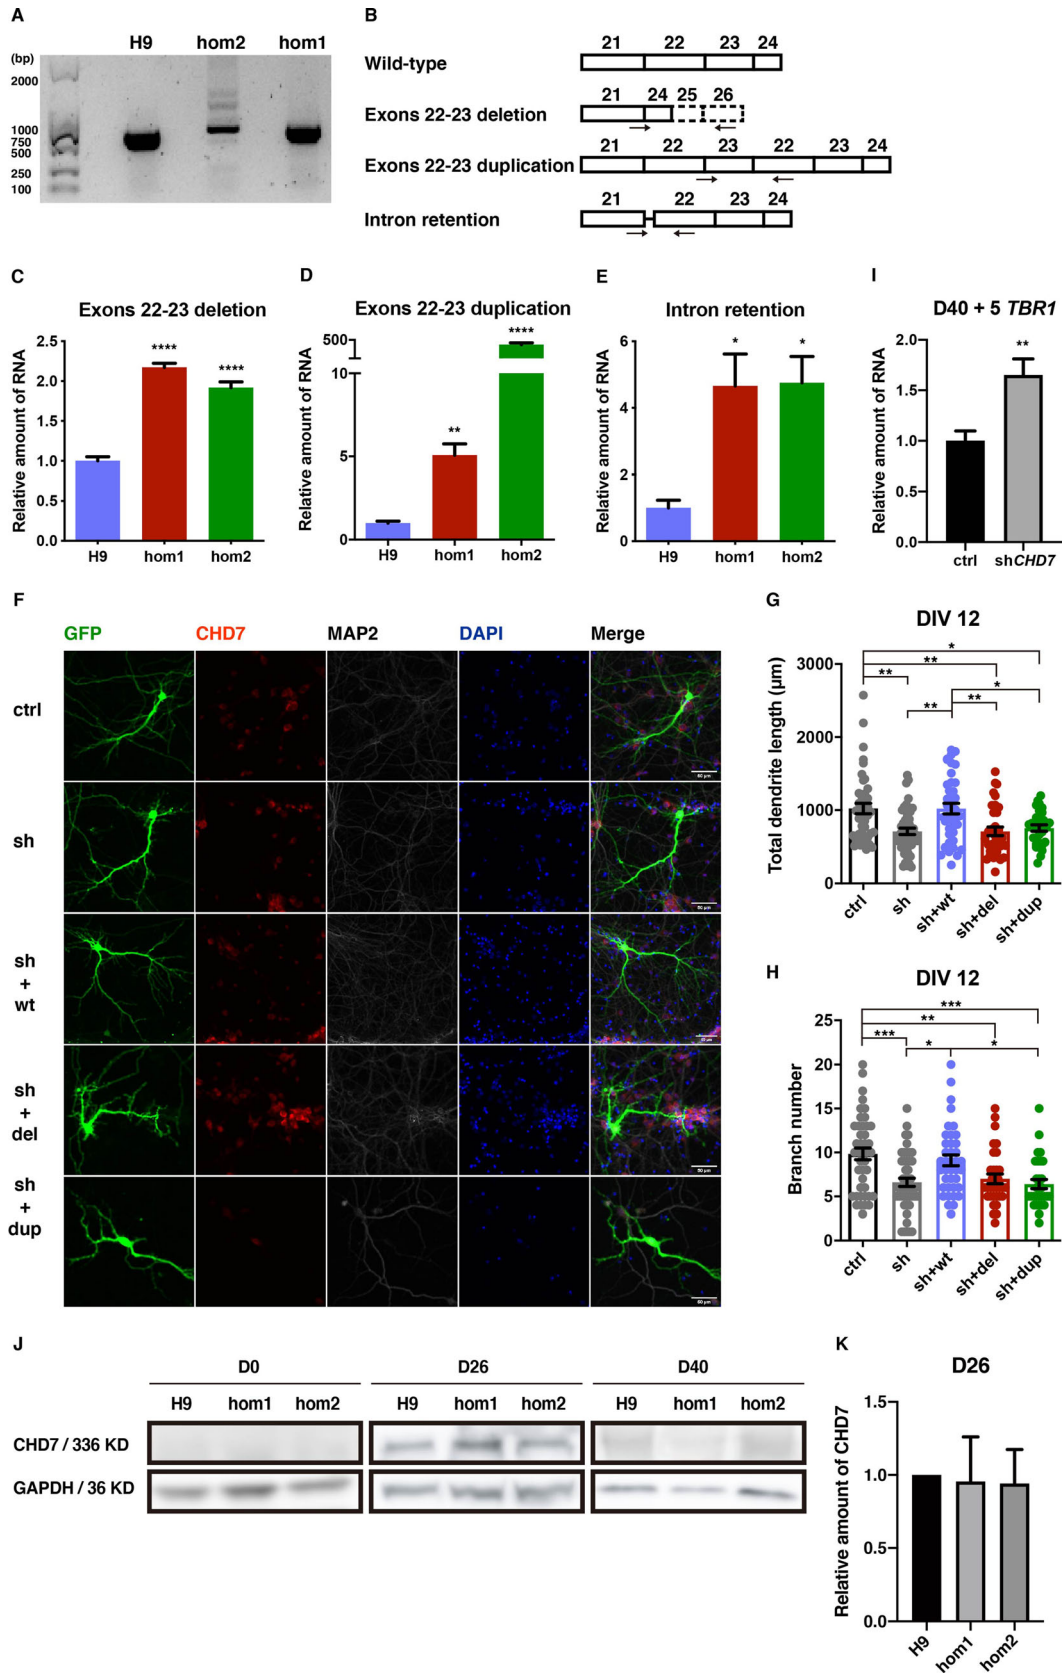 A
H9 hom2 hom1
(bp)
2000
1000
750
500
250
100
B
21 22 23 24
Wild-type
21 24 25 26
Exons 22-23 deletion
21 22 23 22 23 24
Exons 22-23 duplication
21 22 23 24
Intron retention
C
Exons 22-23 deletion
Relative amount of RNA
2.5
2.0
1.5
1.0
0.5
0.0
**** ****
H9 hom1 hom2
D
Exons 22-23 duplication
Relative amount of RNA
500
10
5
0
** ****
H9 hom1 hom2
E
Intron retention
Relative amount of RNA
6
4
2
0
* *
H9 hom1 hom2
I
D40 + 5 TBR1
Relative amount of RNA
2.0
1.5
1.0
0.5
0.0
**
ctrl shCHD7
F
GFP CHD7 MAP2 DAPI Merge
ctrl
50 μm
sh
50 μm
sh
+
wt
50 μm
sh
+
del
50 μm
sh
+
dup
50 μm
G
DIV 12
Total dendrite length (μm)
3000
2000
1000
0
*
**
**
*
**
**
ctrl sh sh+wt sh+del sh+dup
H
DIV 12
Branch number
25
20
15
10
5
0
***
**
***
* *
ctrl sh sh+wt sh+del sh+dup
J
D0 D26 D40
H9 hom1 hom2 H9 hom1 hom2 H9 hom1 hom2
CHD7 / 336 KD
GAPDH / 36 KD
K
D26
Relative amount of CHD7
1.5
1.0
0.5
0.0
H9 hom1 hom2